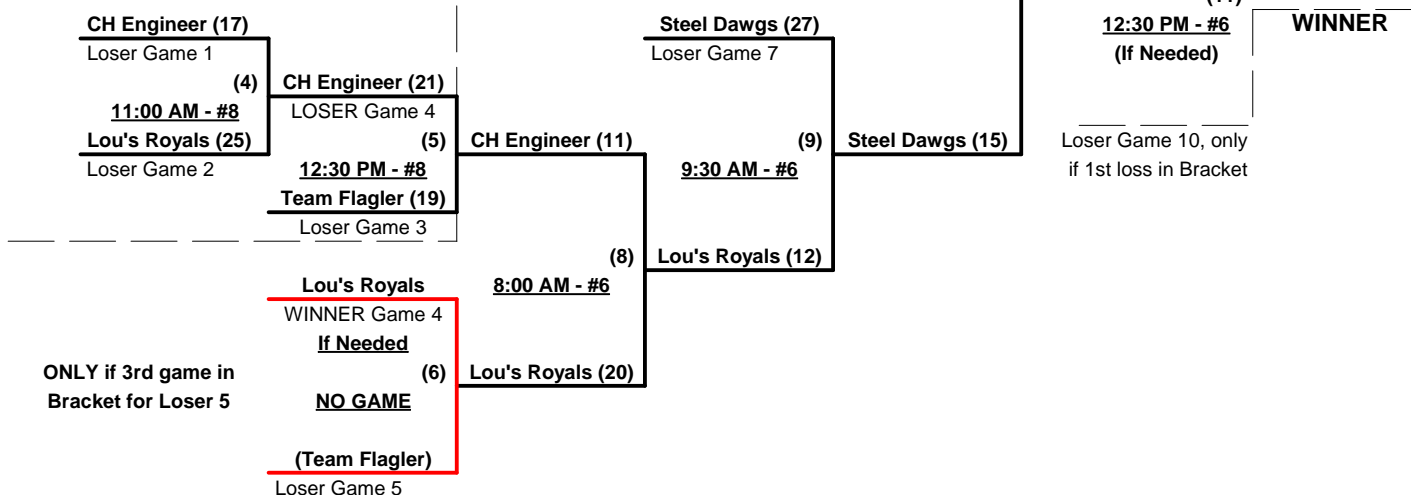 CH Engineer (17)
Loser Game 1
(4)
11:00 AM - #8
Lou's Royals (25)
Loser Game 2
CH Engineer (21)
LOSER Game 4
(5)
12:30 PM - #8
Team Flagler (19)
Loser Game 3
CH Engineer (11)
(8)
8:00 AM - #6
Lou's Royals
WINNER Game 4
If Needed
(6)
NO GAME
(Team Flagler)
Loser Game 5
ONLY if 3rd game in
Bracket for Loser 5
Lou's Royals (20)
Steel Dawgs (27)
Loser Game 7
(9)
9:30 AM - #6
Lou's Royals (12)
Steel Dawgs (15)
12:30 PM - #6
(If Needed)
WINNER
Loser Game 10, only
if 1st loss in Bracket